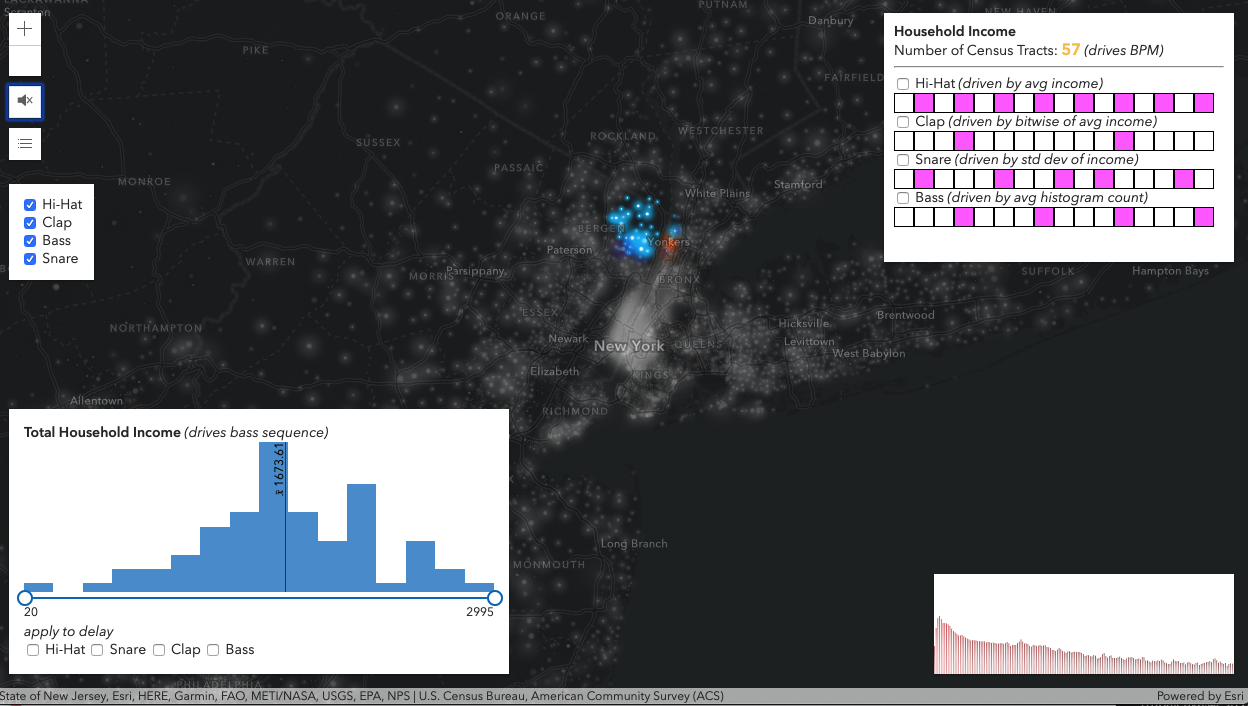 LACKAWANNA
Scranton
ORANGE
PUTNAM
Danbury
NEW HAVEN
PIKE
FAIRFIELD
Household Income
Number of Census Tracts: 57 (drives BPM)
Hi-Hat (driven by avg income)
Clap (driven by bitwise of avg income)
Snare (driven by std dev of income)
Bass (driven by avg histogram count)
SUSSEX
ROCKLAND
WESTCHESTER
PASSAIC
MONROE
White Plains
Stamford
Hi-Hat
Clap
Bass
Snare
BERGEN
Yonkers
Paterson
WARREN
MORRIS
Parsippany
BRONX
SUFFOLK
Hampton Bays
ESSEX
Brentwood
NORTHAMPTON
Hicksville
Newark
New York
QUEENS
Levittown
West Babylon
Elizabeth
KINGS
Allentown
RICHMOND
Total Household Income (drives bass sequence)
x̄ 1673.61
20
2995
apply to delay
Hi-Hat
Snare
Clap
Bass
Long Branch
MONMOUTH
PHILADELPHIA
State of New Jersey, Esri, HERE, Garmin, FAO, METI/NASA, USGS, EPA, NPS | U.S. Census Bureau, American Community Survey (ACS)
Powered by Esri